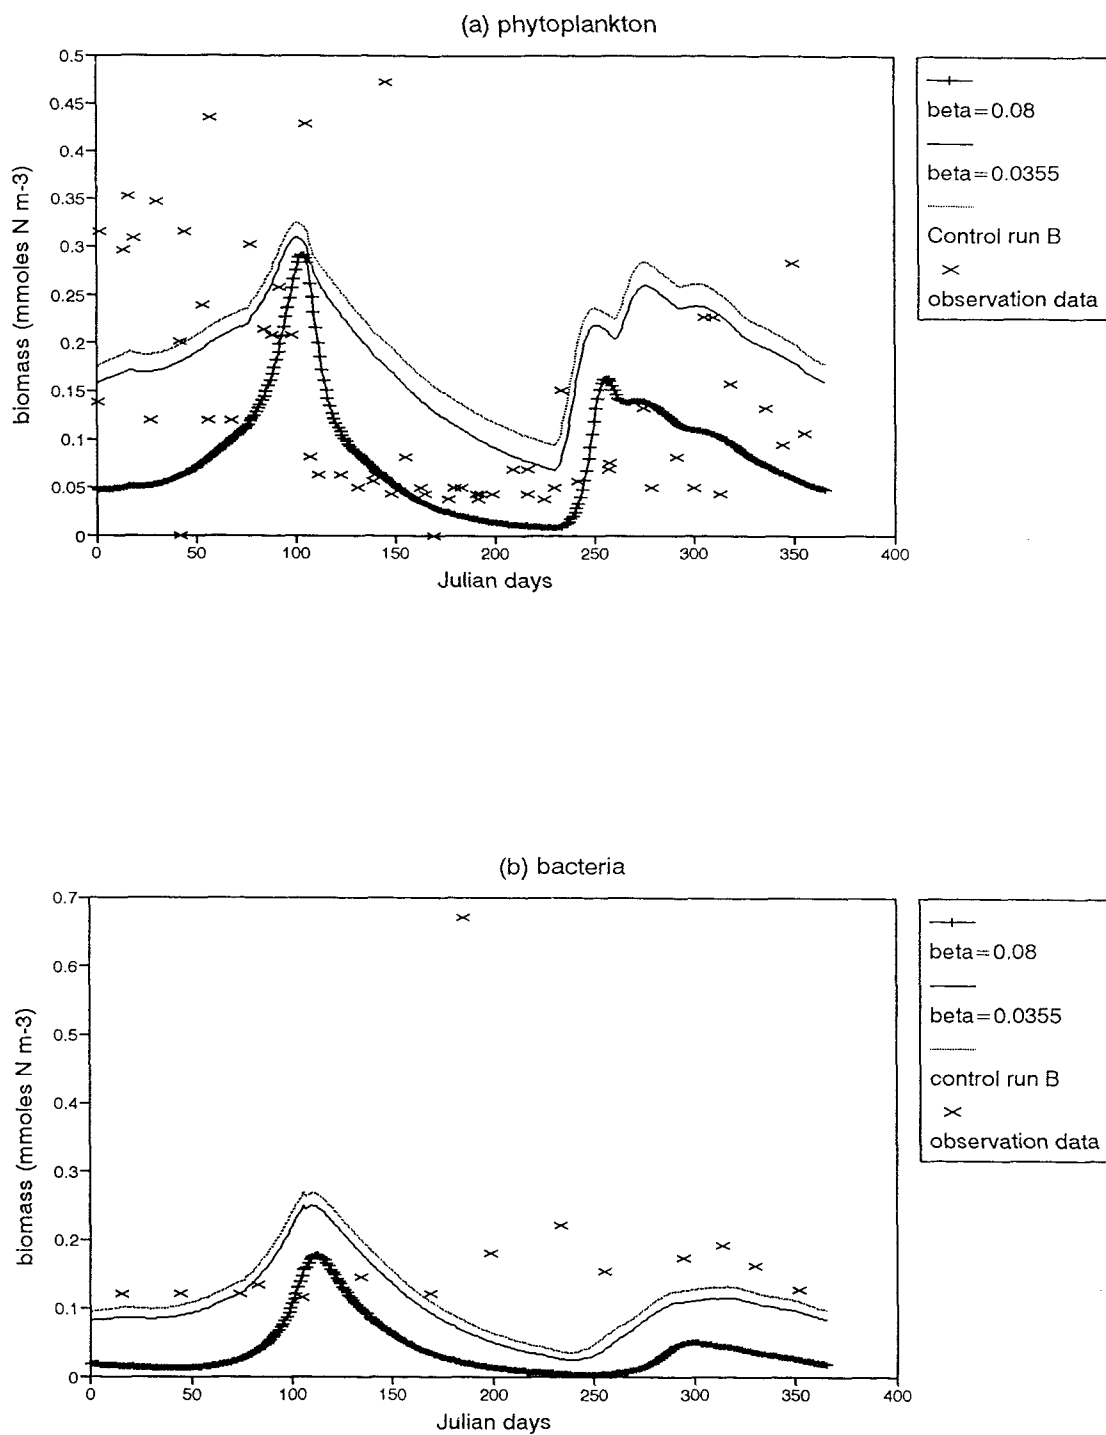 (a) phytoplankton
0.5
0.45
0.4
0.35
0.3
0.25
0.2
0.15
0.1
0.05
0
biomass (mmoles N m-3)
0 50 100 150 200 250 300 350 400
Julian days
beta=0.08
beta=0.0355
Control run B
observation data
(b) bacteria
0.7
0.6
0.5
0.4
0.3
0.2
0.1
0
biomass (mmoles N m-3)
0 50 100 150 200 250 300 350 400
Julian days
beta=0.08
beta=0.0355
control run B
observation data